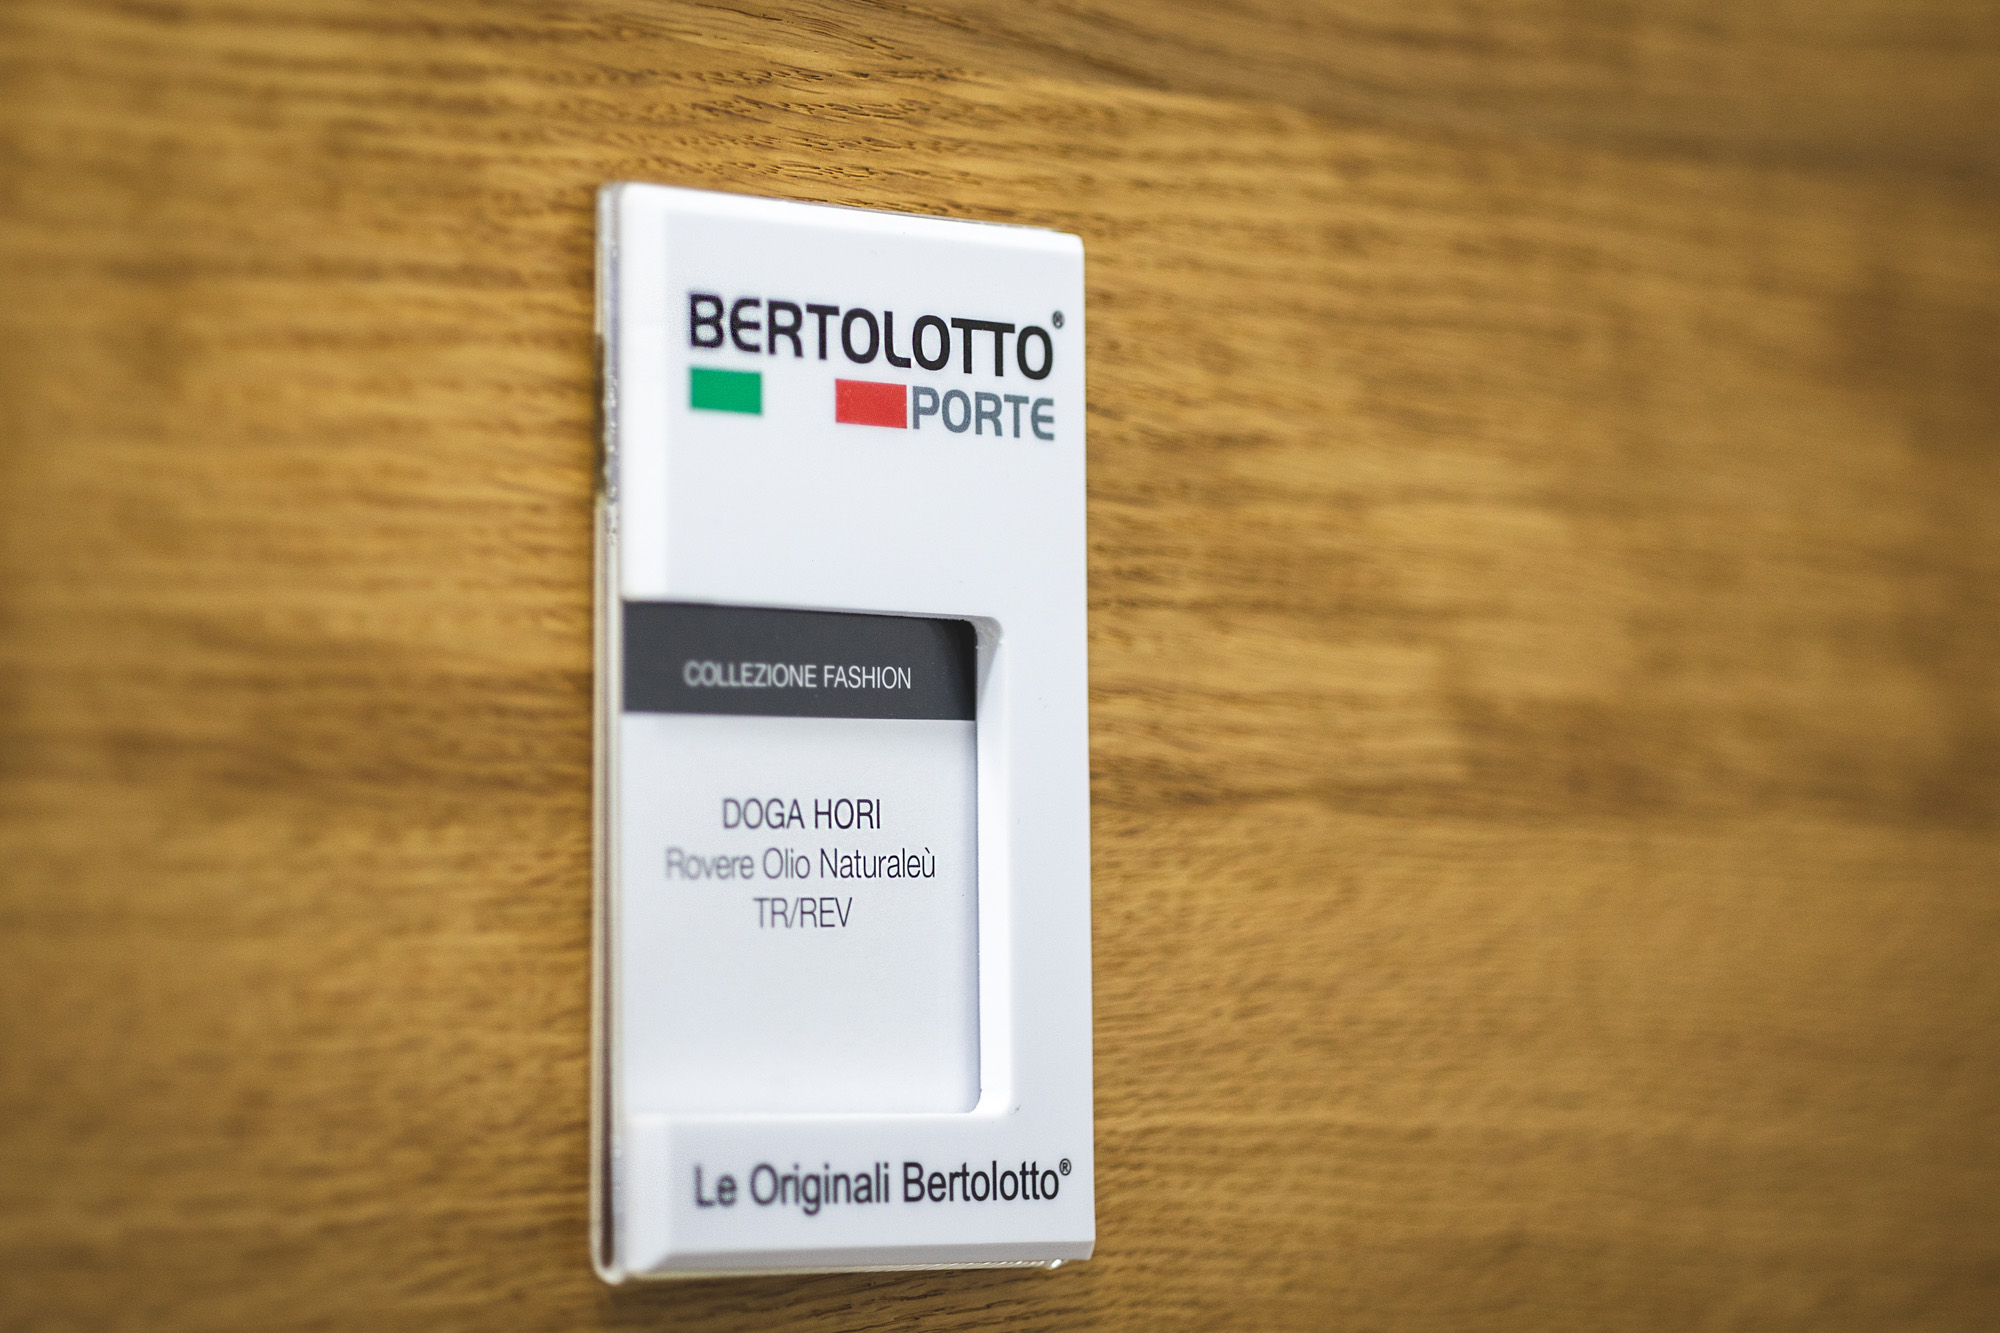 BERTOLOTTO®
PORTE
COLLEZIONE FASHION
DOGA HORI
Rovere Olio Naturaleù
TR/REV
Le Originali Bertolotto®